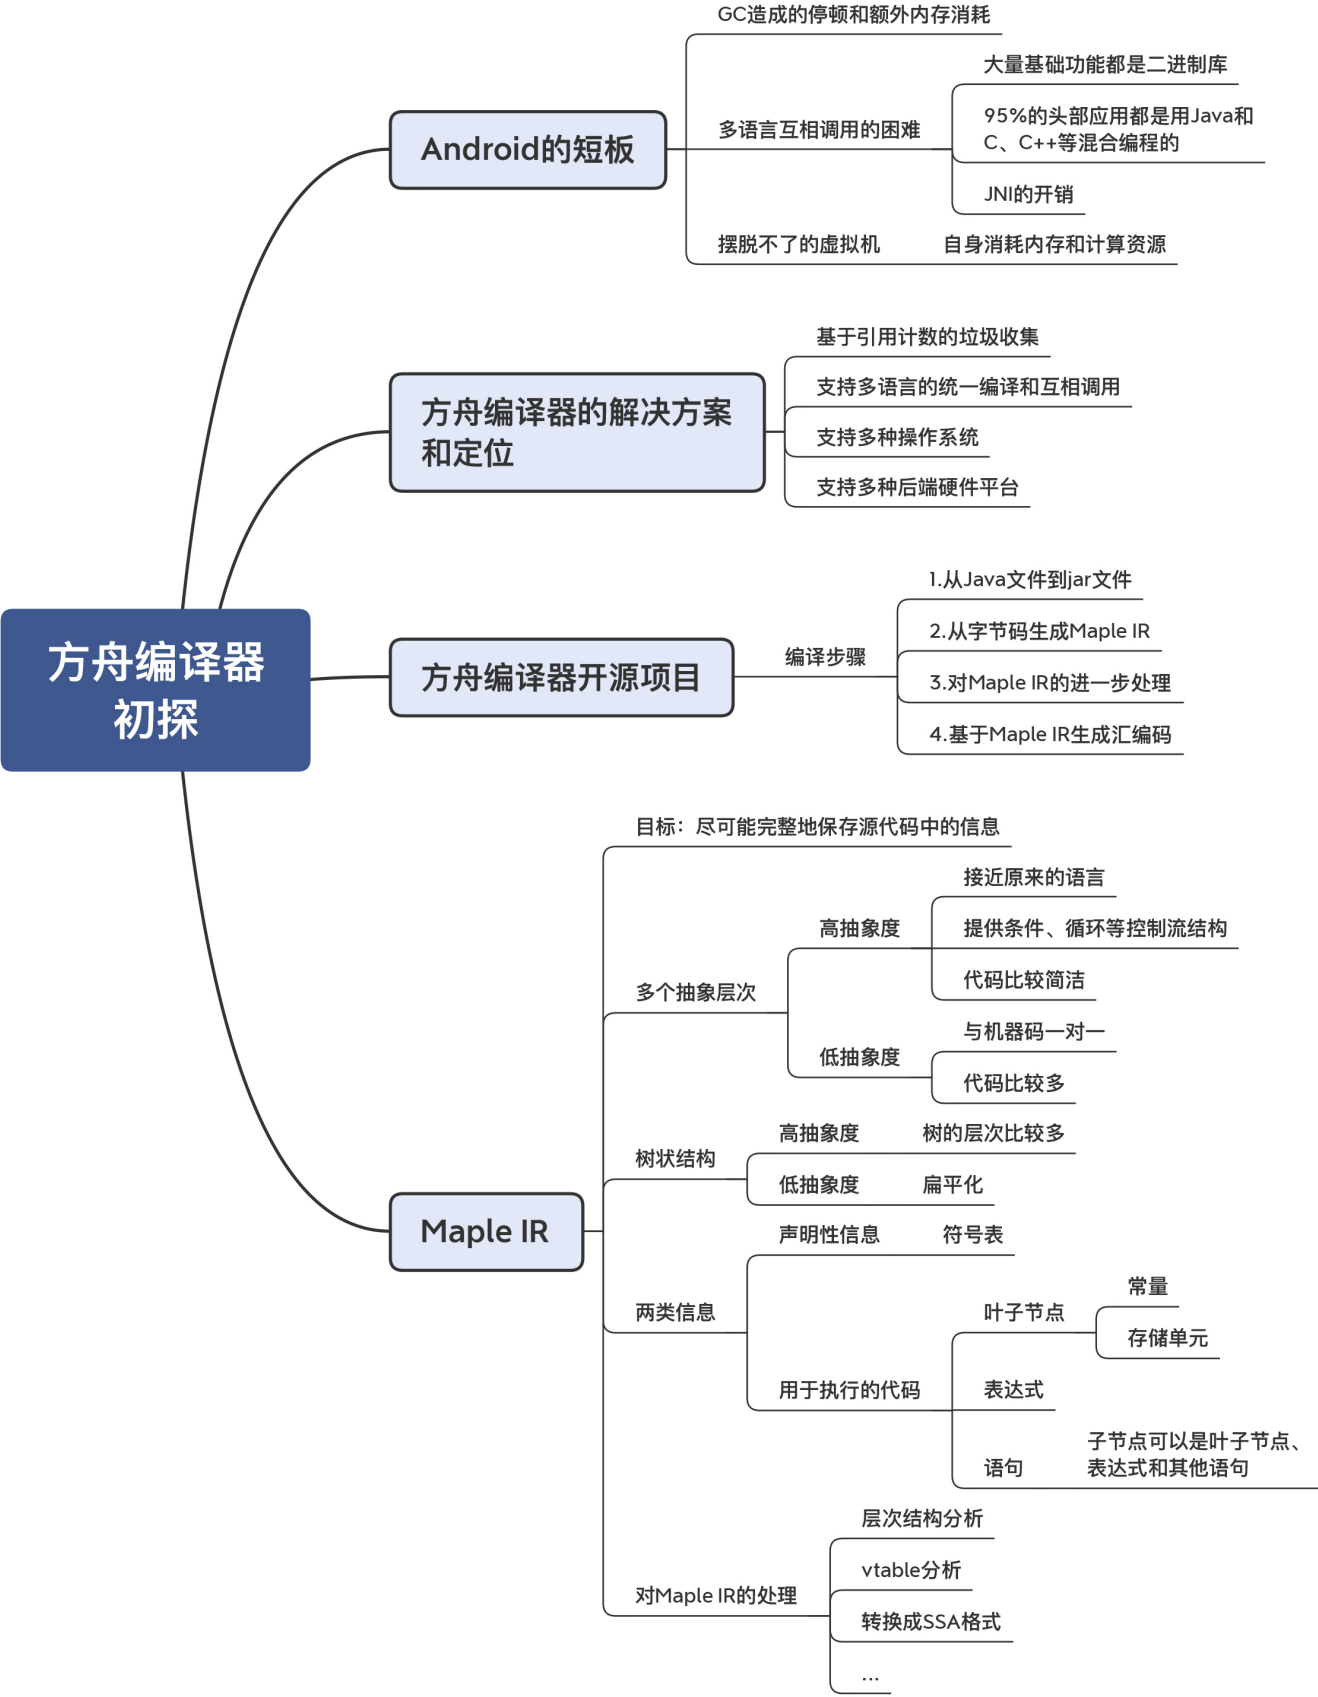 方舟编译器
初探
Android的短板
GC造成的停顿和额外内存消耗
多语言互相调用的困难
大量基础功能都是二进制库
95%的头部应用都是用Java和
C、C++等混合编程的
JNI的开销
摆脱不了的虚拟机
自身消耗内存和计算资源
方舟编译器的解决方案
和定位
基于引用计数的垃圾收集
支持多语言的统一编译和互相调用
支持多种操作系统
支持多种后端硬件平台
方舟编译器开源项目
编译步骤
1.从Java文件到jar文件
2.从字节码生成Maple IR
3.对Maple IR的进一步处理
4.基于Maple IR生成汇编码
Maple IR
目标：尽可能完整地保存源代码中的信息
多个抽象层次
高抽象度
接近原来的语言
提供条件、循环等控制流结构
代码比较简洁
低抽象度
与机器码一对一
代码比较多
树状结构
高抽象度
树的层次比较多
低抽象度
扁平化
两类信息
声明性信息
符号表
用于执行的代码
叶子节点
常量
存储单元
表达式
语句
子节点可以是叶子节点、
表达式和其他语句
对Maple IR的处理
层次结构分析
vtable分析
转换成SSA格式
...